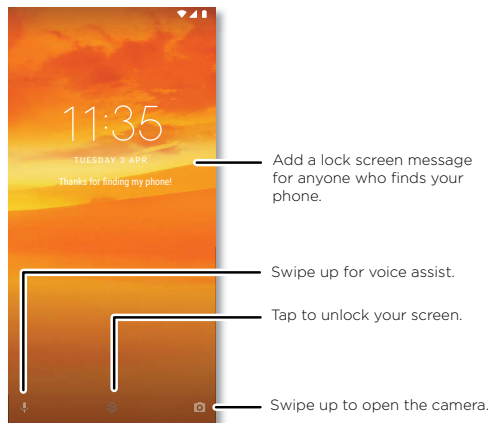 11:35
TUESDAY 3 APR
Thanks for finding my phone!
Add a lock screen message
for anyone who finds your
phone.
Swipe up for voice assist.
Tap to unlock your screen.
Swipe up to open the camera.